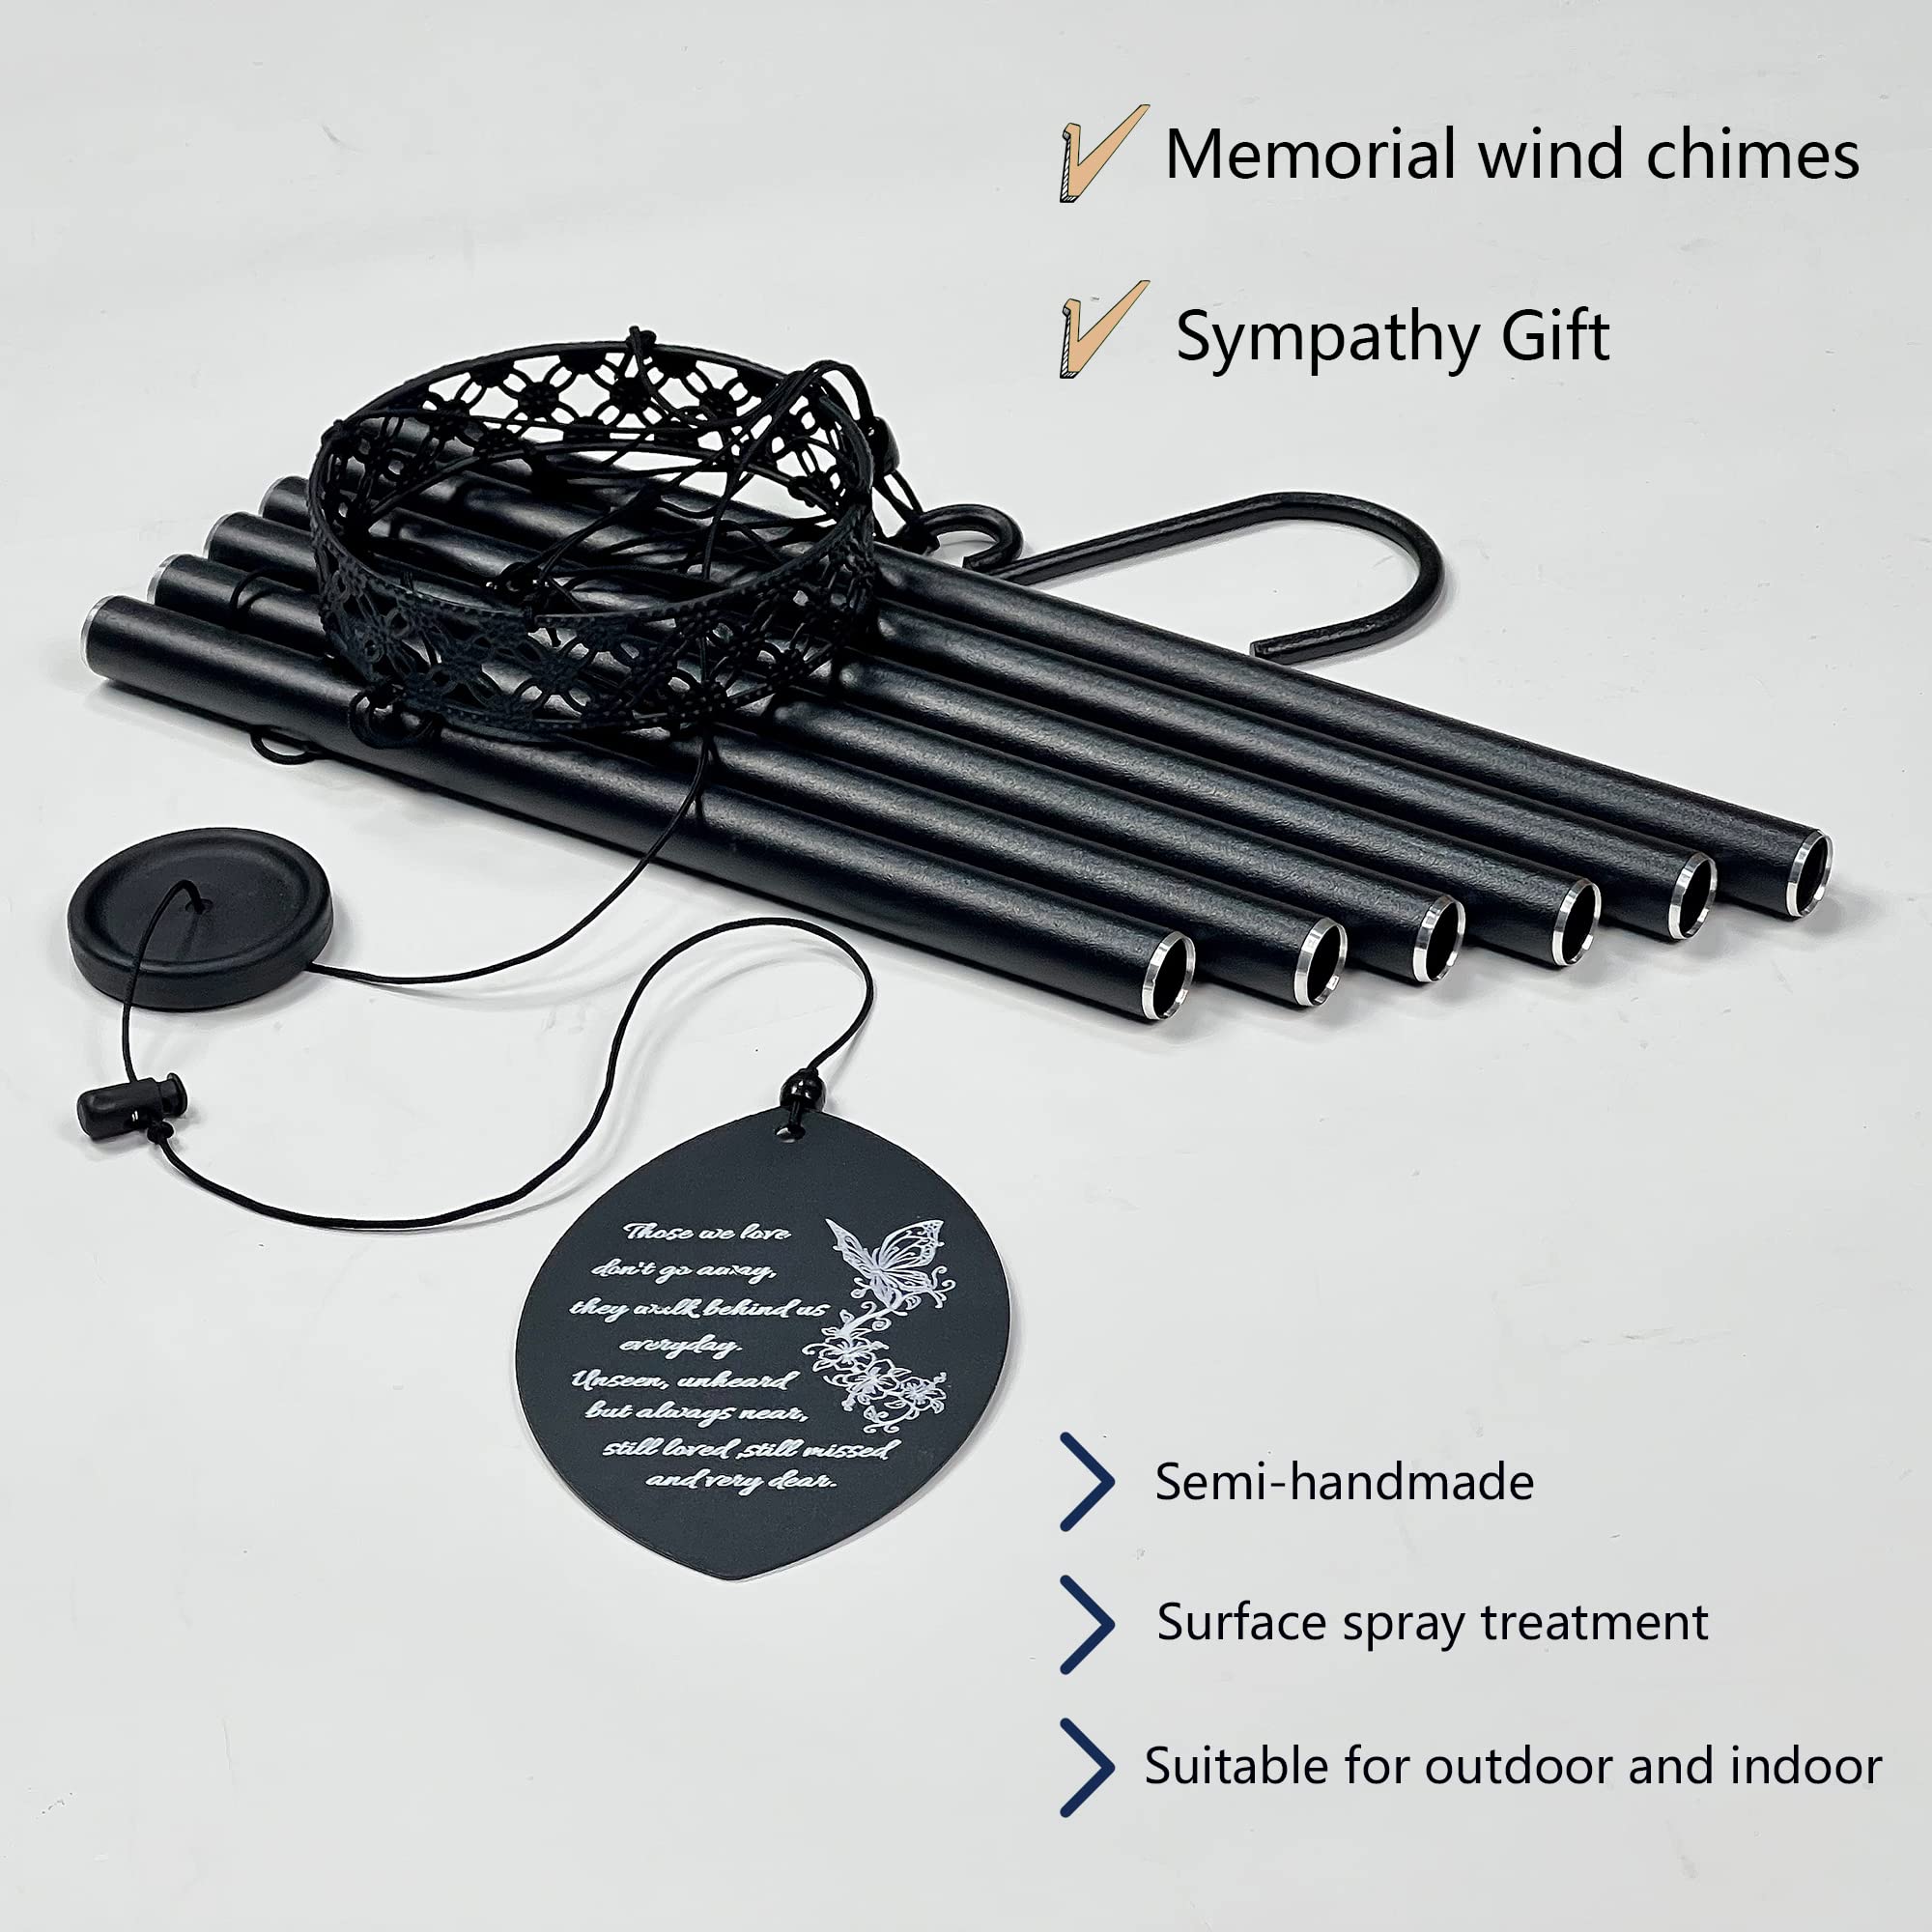 Memorial wind chimes
Sympathy Gift
Those we love
don't go away,
they walk behind us
everyday.
Unseen, unheard
but always near,
still loved ,still missed
and very dear.
Semi-handmade
Surface spray treatment
Suitable for outdoor and indoor